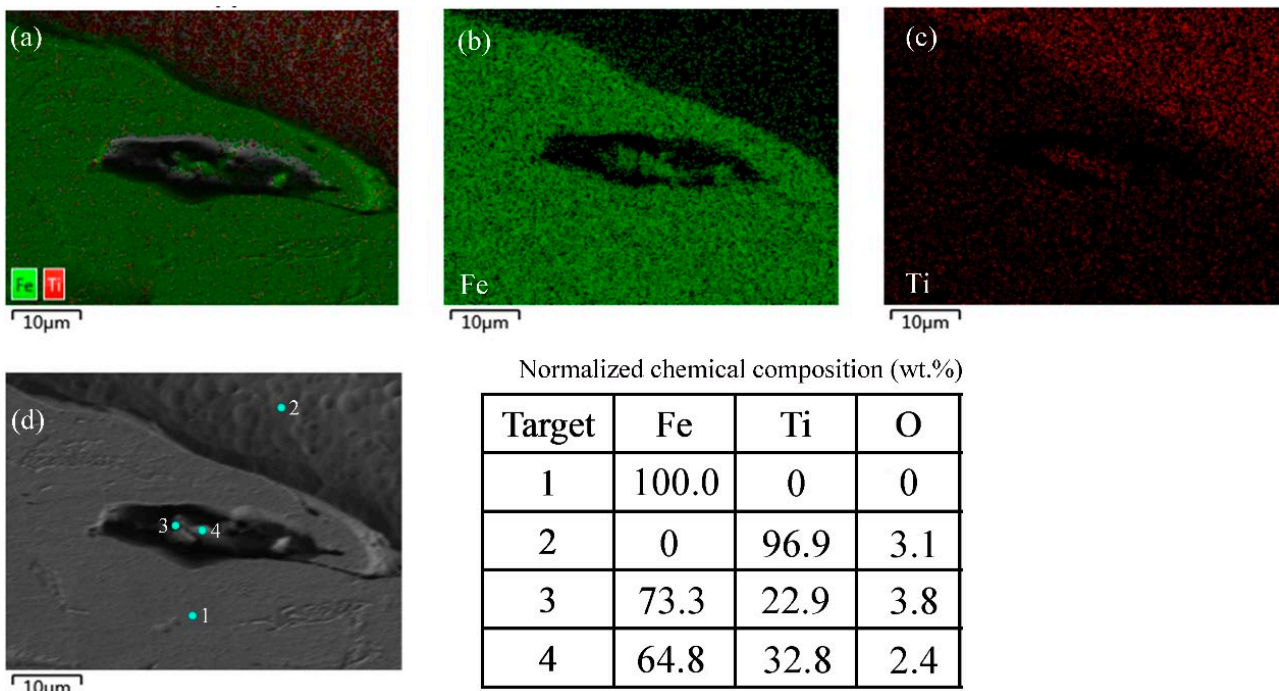 (a)
(b)
(c)
Fe Ti
Fe
Ti
10µm
10µm
10µm
(d)
2
3
4
1
10µm
Normalized chemical composition (wt.%)
Target Fe Ti O
1 100.0 0 0
2 0 96.9 3.1
3 73.3 22.9 3.8
4 64.8 32.8 2.4